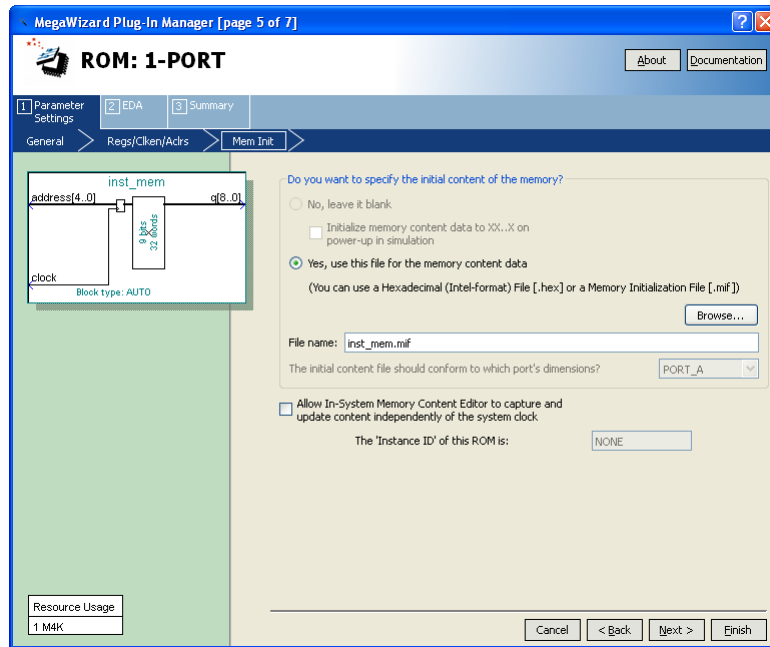 MegaWizard Plug-In Manager [page 5 of 7]
ROM: 1-PORT
About
Documentation
1 Parameter Settings
2 EDA
3 Summary
General
Regs/Clken/Aclrs
Mem Init
inst_mem
address[4..0]
q[8..0]
9 bits
32 words
clock
Block type: AUTO
Do you want to specify the initial content of the memory?
No, leave it blank
Initialize memory content data to XX..X on
power-up in simulation
Yes, use this file for the memory content data
(You can use a Hexadecimal (Intel-format) File [.hex] or a Memory Initialization File [.mif])
Browse...
File name: inst_mem.mif
The initial content file should conform to which port's dimensions? PORT_A
Allow In-System Memory Content Editor to capture and
update content independently of the system clock
The 'Instance ID' of this ROM is: NONE
Resource Usage
1 M4K
Cancel
< Back
Next >
Finish